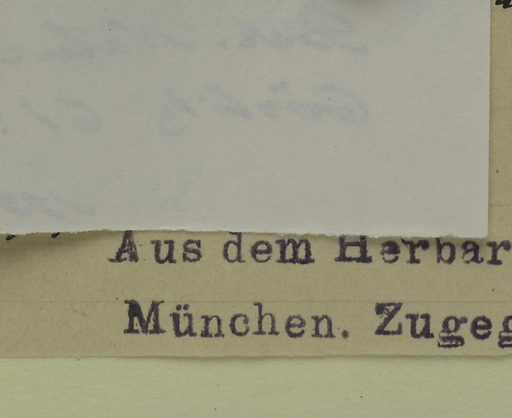 Aus dem Herbar
München. Zugeg